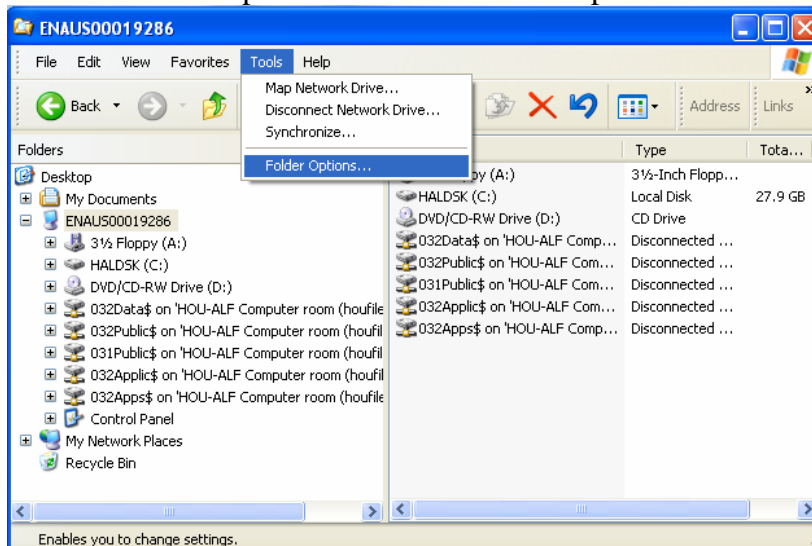 ENAUS00019286
File Edit View Favorites Tools Help
Map Network Drive...
Disconnect Network Drive...
Synchronize...
Folder Options...
Back Address Links
Folders Type Tota...
Desktop
My Documents
ENAUS00019286
3½ Floppy (A:)
HALDSK (C:)
DVD/CD-RW Drive (D:)
032Data$ on 'HOU-ALF Computer room (houfile
032Public$ on 'HOU-ALF Computer room (houfil
031Public$ on 'HOU-ALF Computer room (houfil
032Applic$ on 'HOU-ALF Computer room (houfil
032Apps$ on 'HOU-ALF Computer room (houfile
Control Panel
My Network Places
Recycle Bin
(A:) 3½-Inch Flopp...
HALDSK (C:) Local Disk 27.9 GB
DVD/CD-RW Drive (D:) CD Drive
032Data$ on 'HOU-ALF Comp... Disconnected ...
032Public$ on 'HOU-ALF Com... Disconnected ...
031Public$ on 'HOU-ALF Com... Disconnected ...
032Applic$ on 'HOU-ALF Com... Disconnected ...
032Apps$ on 'HOU-ALF Comp... Disconnected ...
Enables you to change settings.